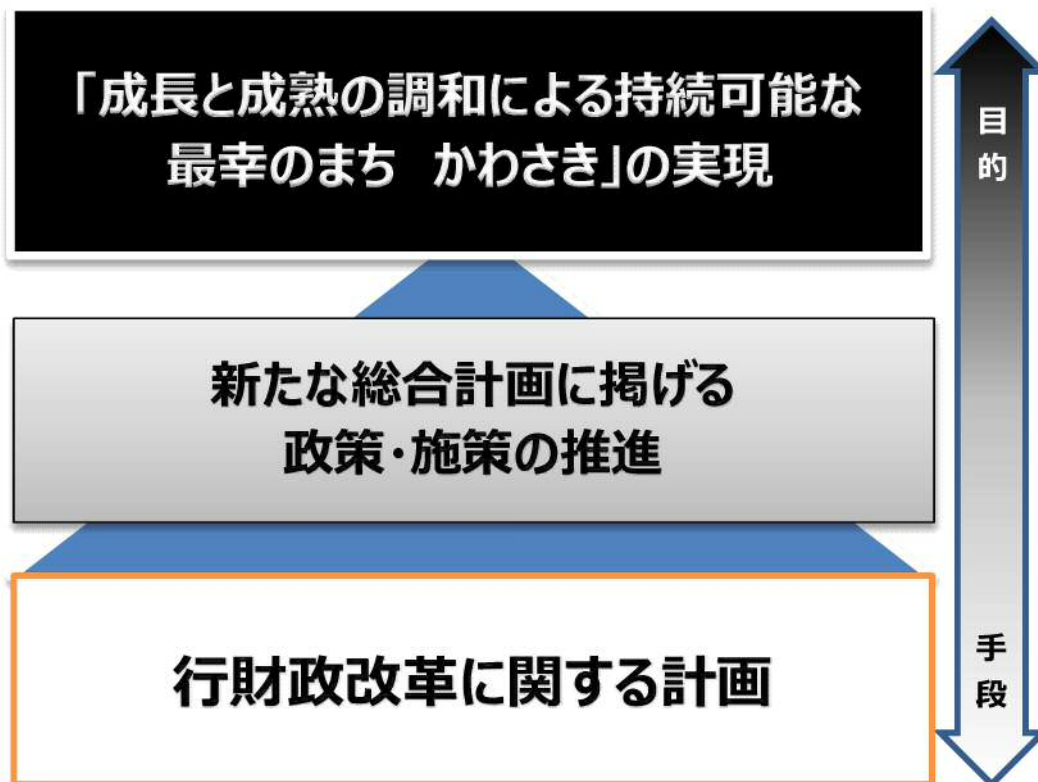 「成長と成熟の調和による持続可能な
最幸のまち　かわさき」の実現
目的
新たな総合計画に掲げる
政策・施策の推進
行財政改革に関する計画
手段